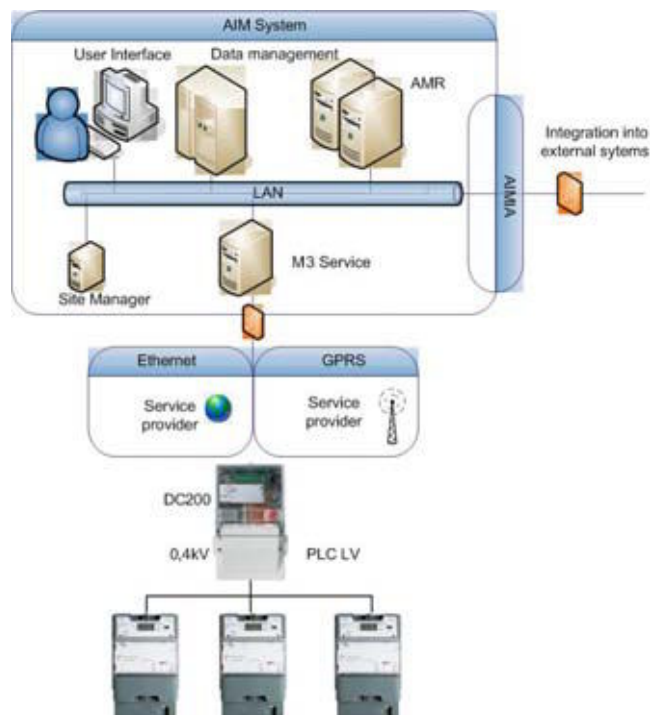 AIM System
User Interface
Data management
AMR
Integration into
external sytems
AIMIA
LAN
M3 Service
Site Manager
Ethernet
GPRS
Service
provider
Service
provider
DC200
0,4kV
PLC LV